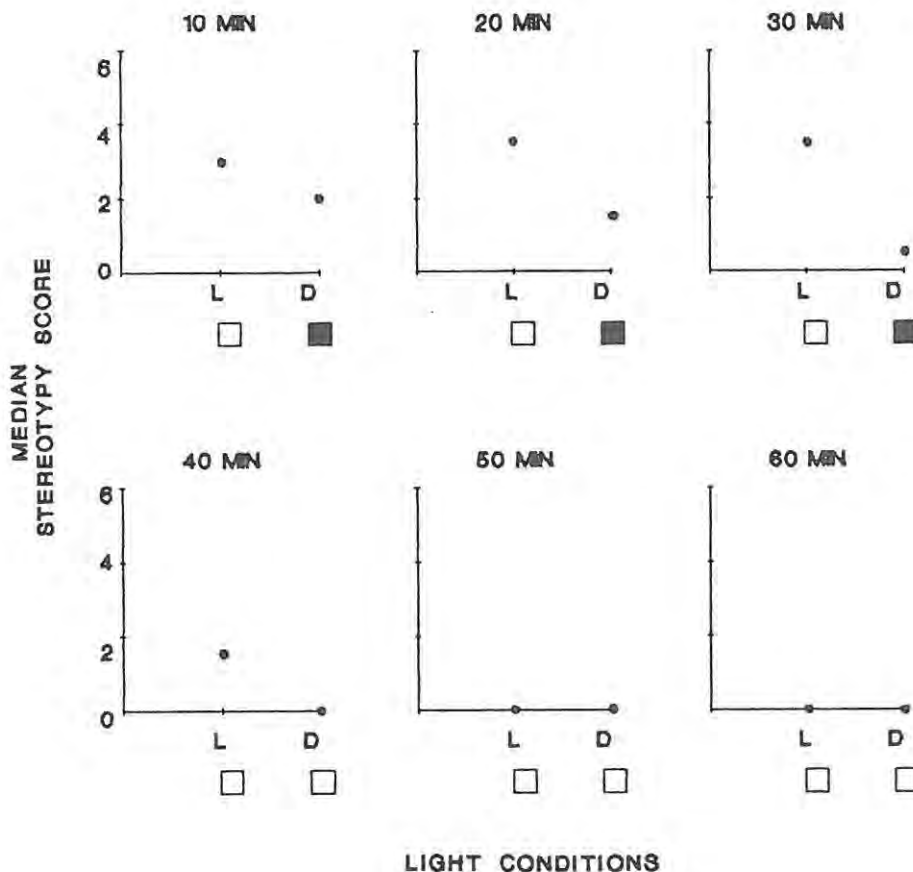 10 MIN
20 MIN
30 MIN
6
4
2
0
L D
L D
L D
MEDIAN
STEREOTYPY SCORE
40 MIN
50 MIN
60 MIN
6
4
2
0
L D
L D
L D
LIGHT CONDITIONS